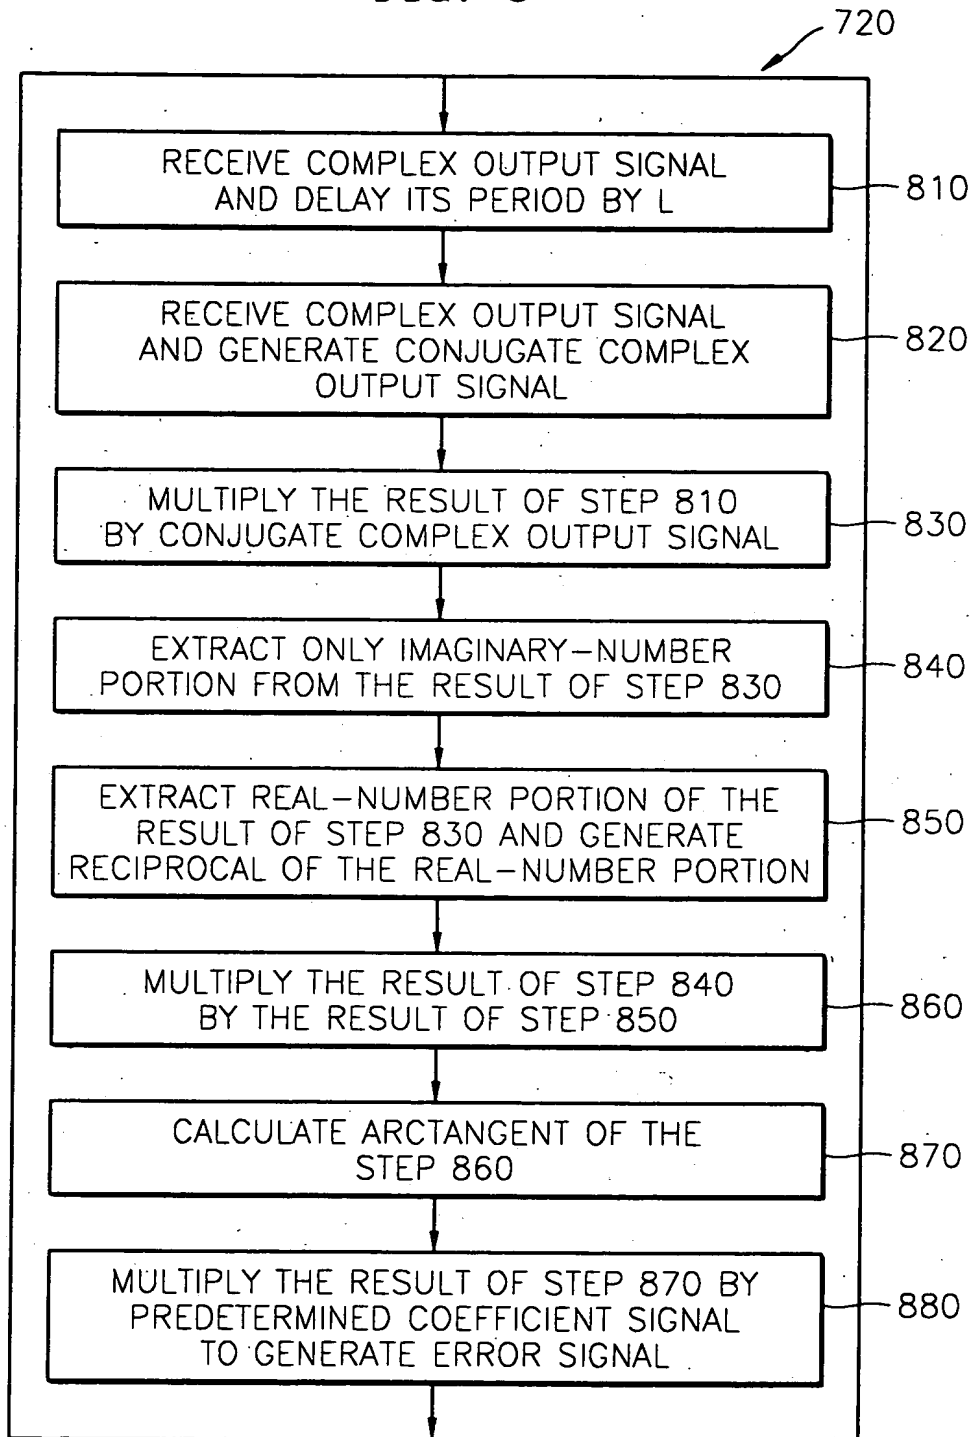 720
RECEIVE COMPLEX OUTPUT SIGNAL
AND DELAY ITS PERIOD BY L
810
RECEIVE COMPLEX OUTPUT SIGNAL
AND GENERATE CONJUGATE COMPLEX
OUTPUT SIGNAL
820
MULTIPLY THE RESULT OF STEP 810
BY CONJUGATE COMPLEX OUTPUT SIGNAL
830
EXTRACT ONLY IMAGINARY-NUMBER
PORTION FROM THE RESULT OF STEP 830
840
EXTRACT REAL-NUMBER PORTION OF THE
RESULT OF STEP 830 AND GENERATE
RECIPROCAL OF THE REAL-NUMBER PORTION
850
MULTIPLY THE RESULT OF STEP 840
BY THE RESULT OF STEP 850
860
CALCULATE ARCTANGENT OF THE
STEP 860
870
MULTIPLY THE RESULT OF STEP 870 BY
PREDETERMINED COEFFICIENT SIGNAL
TO GENERATE ERROR SIGNAL
880